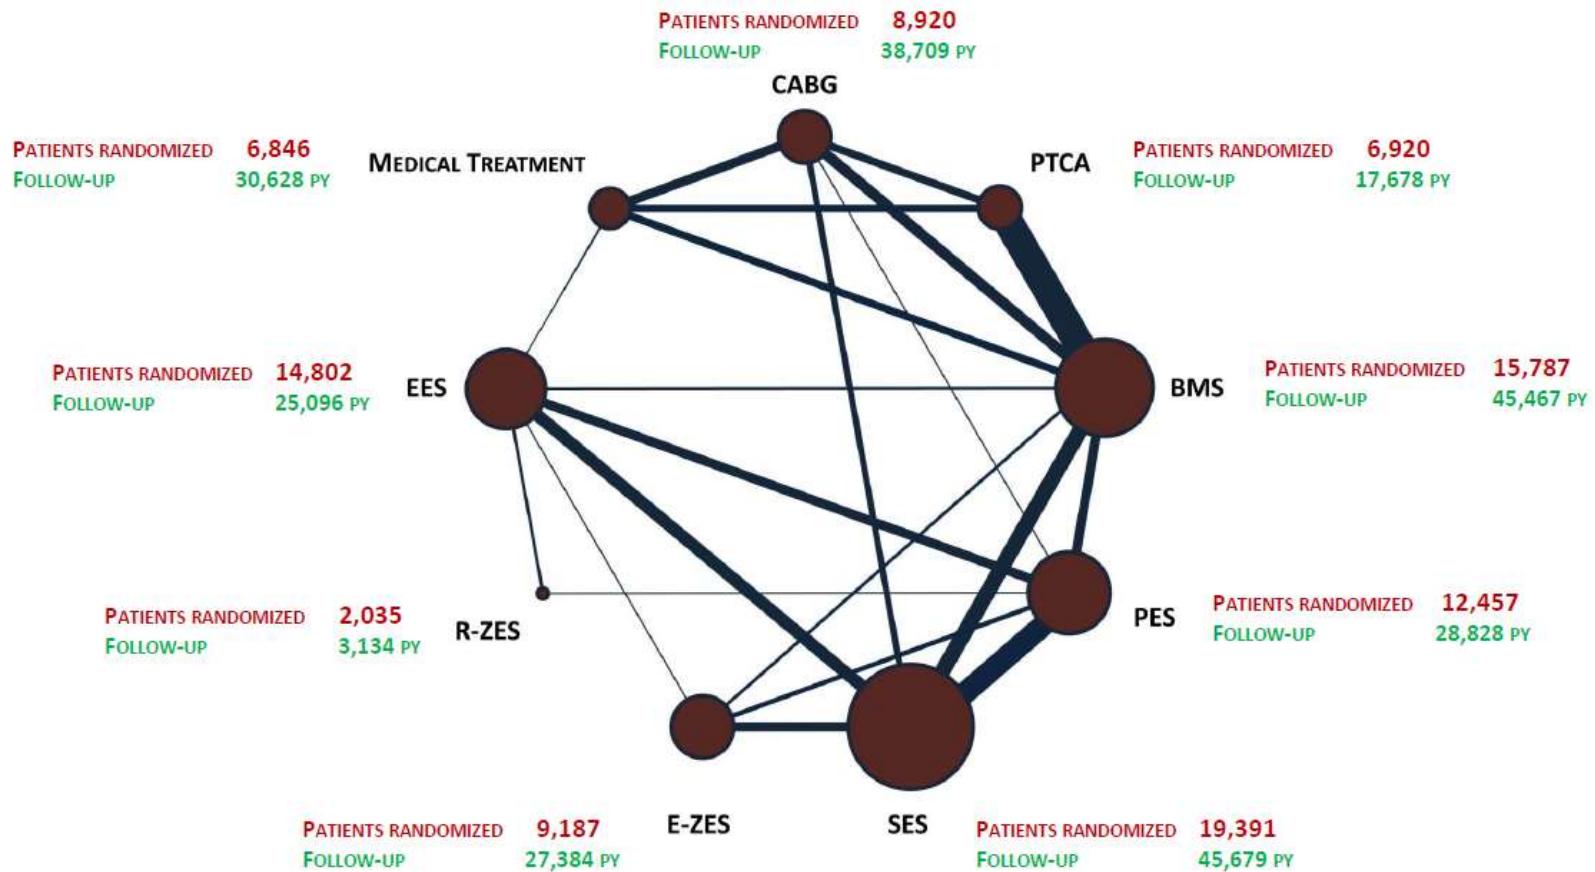 PATIENTS RANDOMIZED 8,920
FOLLOW-UP 38,709 PY
CABG
PATIENTS RANDOMIZED 6,846
FOLLOW-UP 30,628 PY
MEDICAL TREATMENT
PTCA
PATIENTS RANDOMIZED 6,920
FOLLOW-UP 17,678 PY
PATIENTS RANDOMIZED 14,802
FOLLOW-UP 25,096 PY
EES
BMS
PATIENTS RANDOMIZED 15,787
FOLLOW-UP 45,467 PY
PATIENTS RANDOMIZED 2,035
FOLLOW-UP 3,134 PY
R-ZES
PES
PATIENTS RANDOMIZED 12,457
FOLLOW-UP 28,828 PY
PATIENTS RANDOMIZED 9,187
FOLLOW-UP 27,384 PY
E-ZES
SES
PATIENTS RANDOMIZED 19,391
FOLLOW-UP 45,679 PY